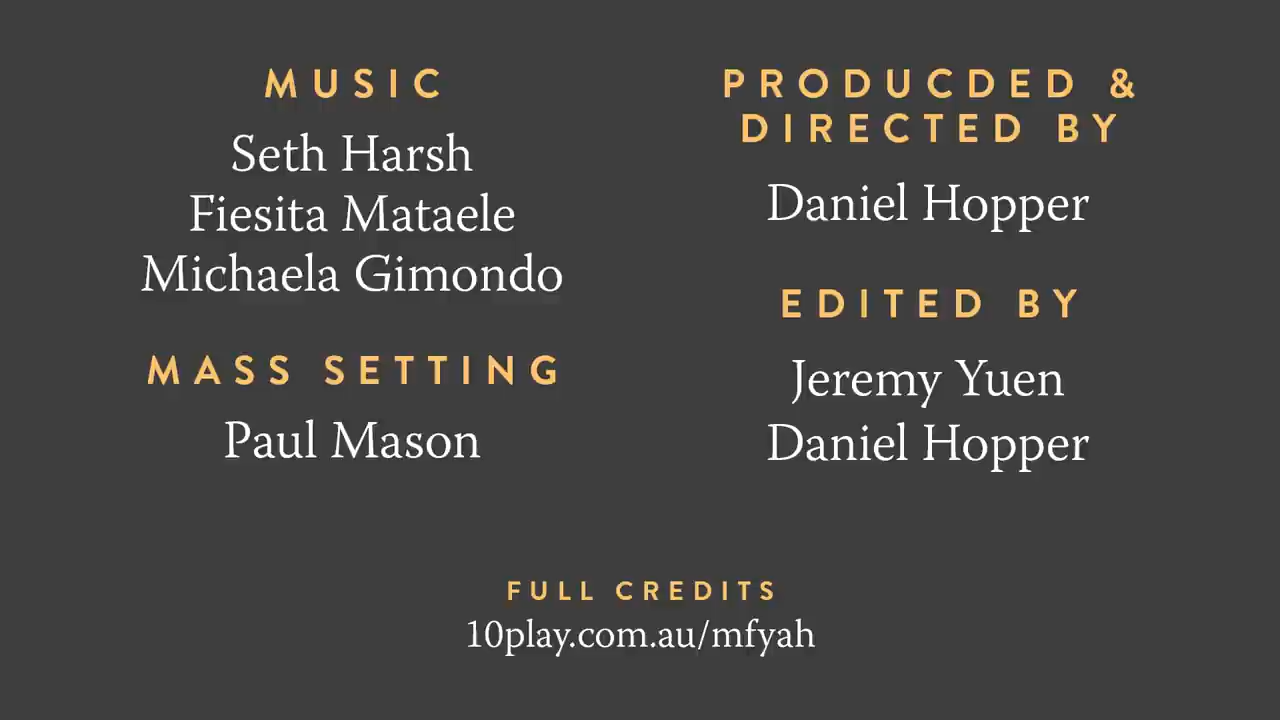 MUSIC
Seth Harsh
Fiesita Mataele
Michaela Gimondo
MASS SETTING
Paul Mason
PRODUCDED &
DIRECTED BY
Daniel Hopper
EDITED BY
Jeremy Yuen
Daniel Hopper
FULL CREDITS
10play.com.au/mfyah